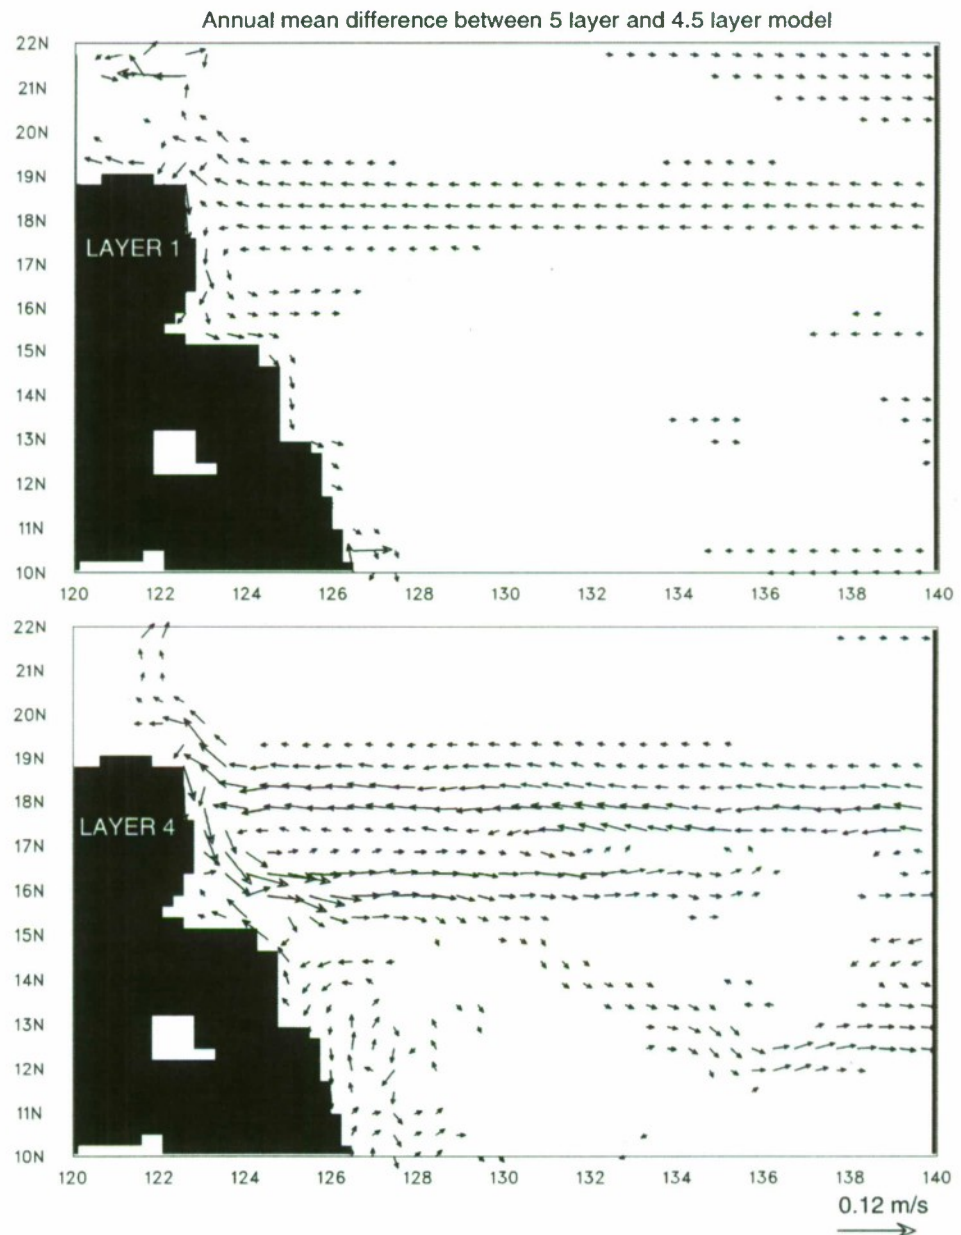 Annual mean difference between 5 layer and 4.5 layer model
22N
21N
20N
19N
18N
17N
16N
15N
14N
13N
12N
11N
10N
LAYER 1
120 122 124 126 128 130 132 134 136 138 140
22N
21N
20N
19N
18N
17N
16N
15N
14N
13N
12N
11N
10N
LAYER 4
120 122 124 126 128 130 132 134 136 138 140
0.12 m/s